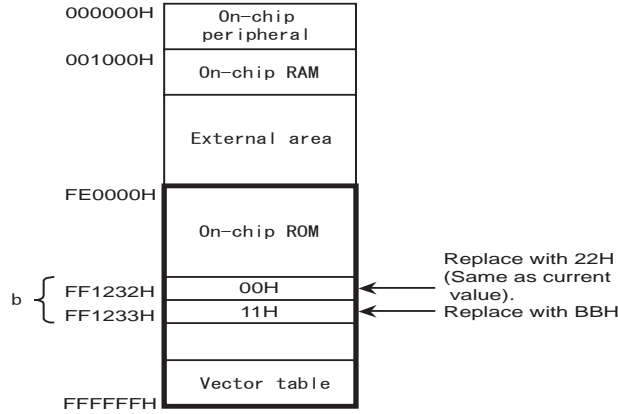 000000H
On-chip
peripheral
001000H
On-chip RAM
External area
FE0000H
On-chip ROM
Replace with 22H
(Same as current
value).
b
FF1232H
00H
FF1233H
11H
Replace with BBH
Vector table
FFFFFFH